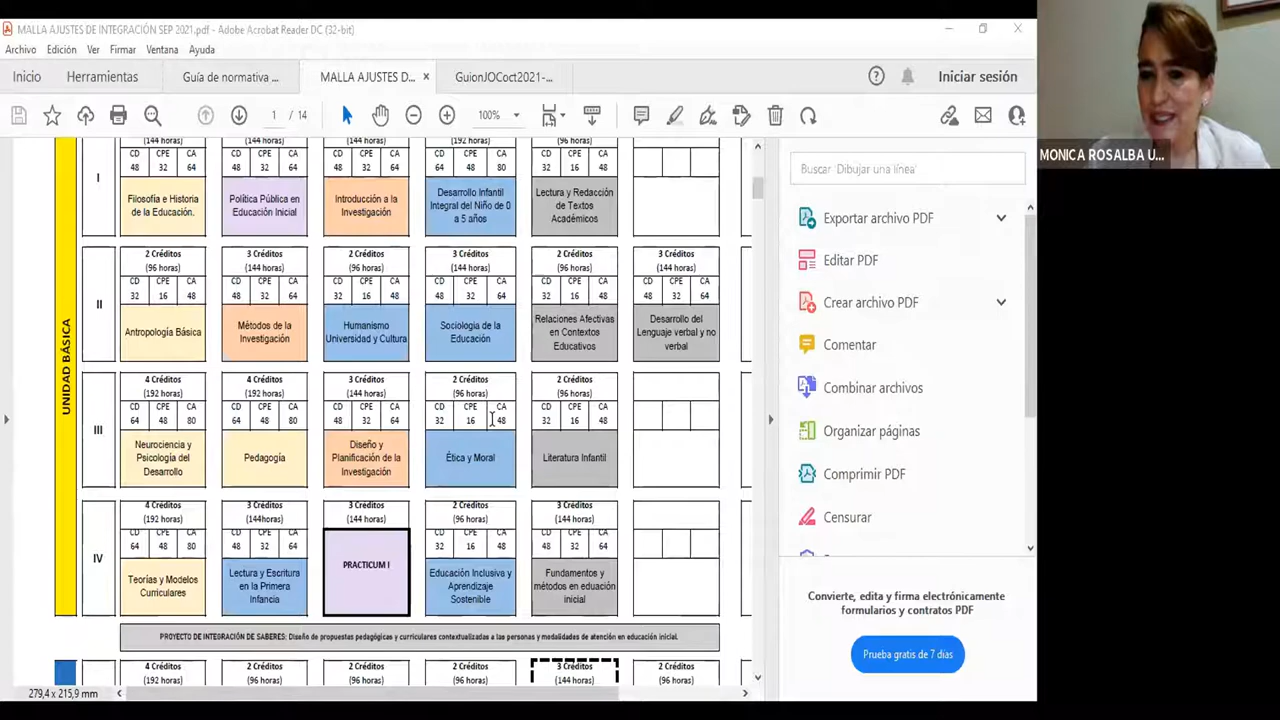 MALLA AJUSTES DE INTEGRACIÓN SEP 2021.pdf - Adobe Acrobat Reader DC (32-bit)
Archivo Edición Ver Firmar Ventana Ayuda
Inicio Herramientas Guía de normativa ... MALLA AJUSTES D... × GuionJOCoct2021-... Iniciar sesión
1 / 14 100%
MONICA ROSALBA U...
UNIDAD BÁSICA
(144 horas) (144 horas) (144 horas) (192 horas) (96 horas)
I
CD CPE CA CD CPE CA CD CPE CA CD CPE CA CD CPE CA
48 32 64 48 32 64 48 32 64 64 48 80 32 16 48
Filosofía e Historia de la Educación.
Política Pública en Educación Inicial
Introducción a la Investigación
Desarrollo Infantil Integral del Niño de 0 a 5 años
Lectura y Redacción de Textos Académicos
2 Créditos 3 Créditos 2 Créditos 3 Créditos 2 Créditos 3 Créditos
(96 horas) (144 horas) (96 horas) (144 horas) (96 horas) (144 horas)
II
CD CPE CA CD CPE CA CD CPE CA CD CPE CA CD CPE CA CD CPE CA
32 16 48 48 32 64 32 16 48 48 32 64 32 16 48 48 32 64
Antropología Básica
Métodos de la Investigación
Humanismo Universidad y Cultura
Sociologia de la Educación
Relaciones Afectivas en Contextos Educativos
Desarrollo del Lenguaje verbal y no verbal
4 Créditos 4 Créditos 3 Créditos 2 Créditos 2 Créditos
(192 horas) (192 horas) (144 horas) (96 horas) (96 horas)
III
CD CPE CA CD CPE CA CD CPE CA CD CPE CA CD CPE CA
64 48 80 64 48 80 48 32 64 32 16 48 32 16 48
Neurociencia y Psicología del Desarrollo
Pedagogía
Diseño y Planificación de la Investigación
Ética y Moral
Literatura Infantil
4 Créditos 3 Créditos 3 Créditos 2 Créditos 3 Créditos
(192 horas) (144horas) (144 horas) (96 horas) (144 horas)
IV
CD CPE CA CD CPE CA CD CPE CA CD CPE CA
64 48 80 48 32 64 32 16 48 48 32 64
Teorías y Modelos Curriculares
Lectura y Escritura en la Primera Infancia
PRACTICUM I
Educación Inclusiva y Aprendizaje Sostenible
Fundamentos y métodos en eduación inicial
PROYECTO DE INTEGRACIÓN DE SABERES: Diseño de propuestas pedagógicas y curriculares contextualizadas a las personas y modalidades de atención en educación inicial.
4 Créditos 2 Créditos 2 Créditos 2 Créditos 3 Créditos 2 Créditos
(192 horas) (96 horas) (96 horas) (96 horas) (144 horas) (96 horas)
279,4 x 215,9 mm
Buscar 'Dibujar una línea'
Exportar archivo PDF
Editar PDF
Crear archivo PDF
Comentar
Combinar archivos
Organizar páginas
Comprimir PDF
Censurar
Convierte, edita y firma electrónicamente
formularios y contratos PDF
Prueba gratis de 7 días